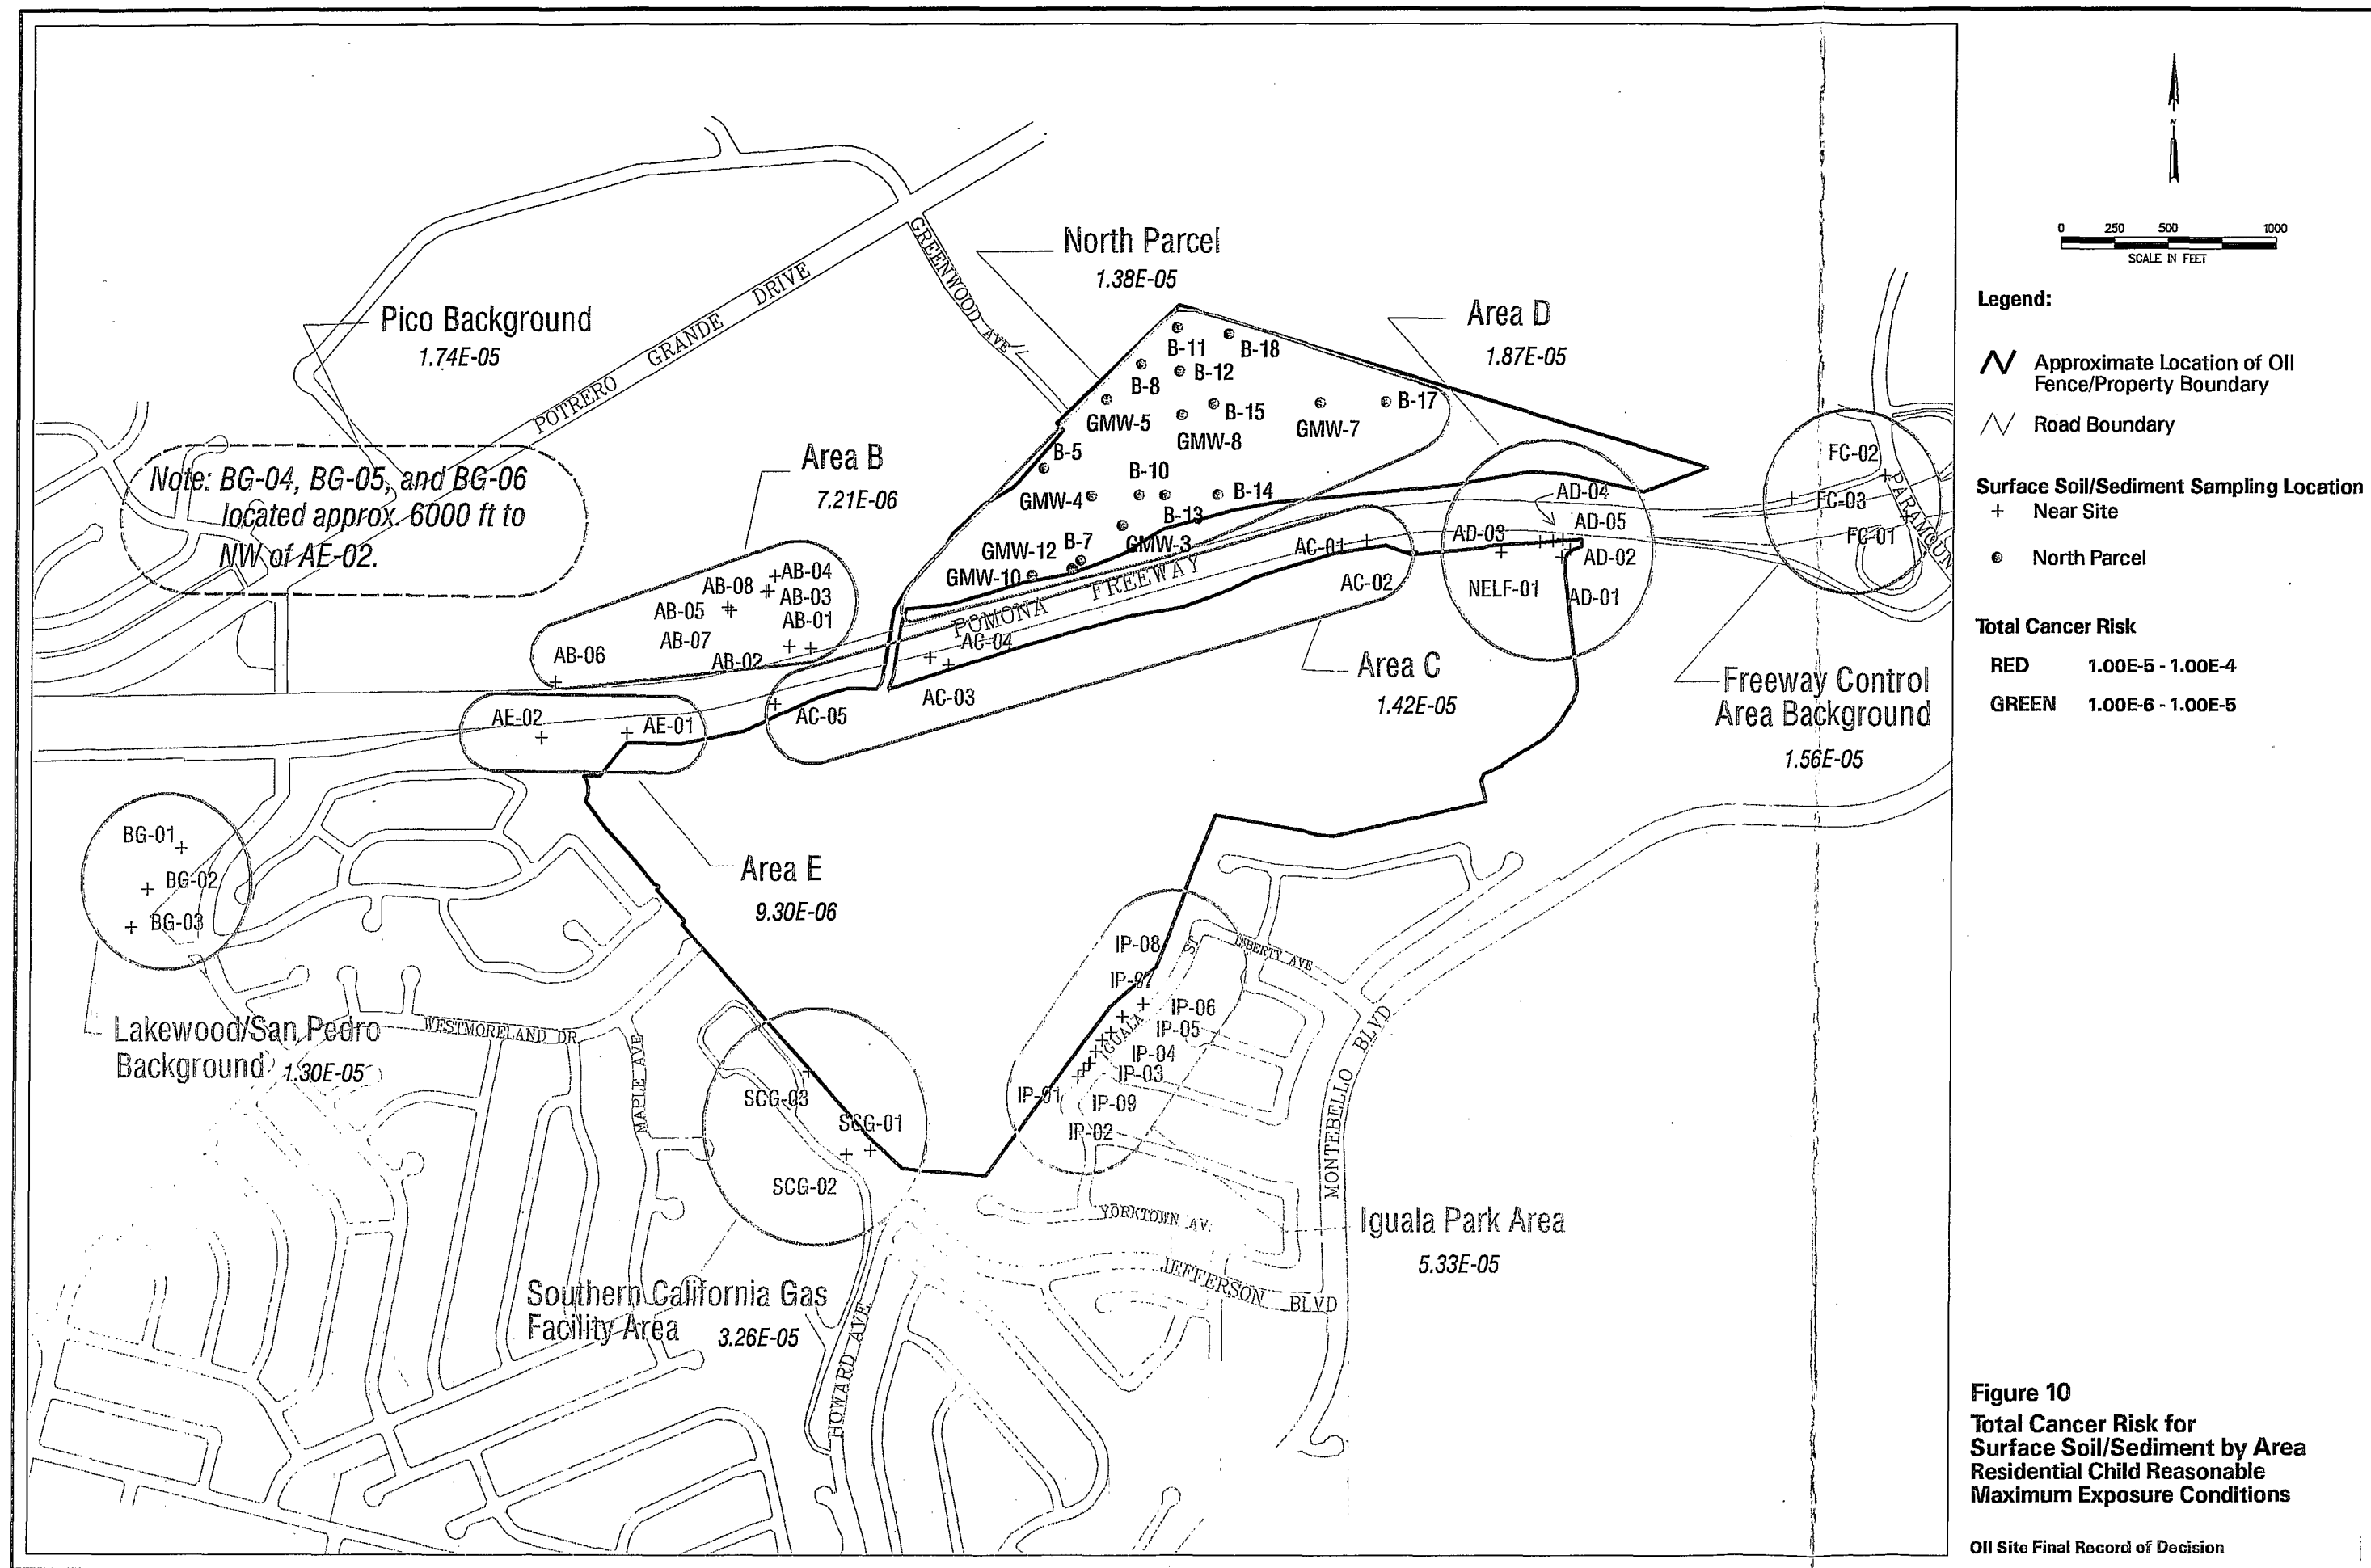 North Parcel
1.38E-05
Pico Background
1.74E-05
POTRERO GRANDE DRIVE
GREENWOOD AVE
Area D
1.87E-05
Area B
7.21E-06
Note: BG-04, BG-05, and BG-06
located approx. 6000 ft to
NW of AE-02.
B-11
B-18
B-8
B-12
GMW-5
B-15
B-17
GMW-8
GMW-7
B-5
B-10
GMW-4
B-14
B-13
GMW-12
B-7
GMW-3
GMW-10
POMONA FREEWAY
AB-04
AB-08
AB-03
AB-05
AB-01
AB-07
AB-02
AB-06
AC-01
AC-02
AC-04
AC-03
AC-05
AD-04
AD-05
AD-03
AD-02
NELF-01
AD-01
FC-02
FC-03
FC-01
PARAMOUN
AE-02
AE-01
Area C
1.42E-05
Freeway Control
Area Background
1.56E-05
BG-01
BG-02
BG-03
Area E
9.30E-06
Lakewood/San Pedro
Background
1.30E-05
WESTMORELAND DR
MAPLE AVE
SCG-03
SCG-01
SCG-02
IP-08
IP-07
IP-06
IP-05
IP-04
IP-03
IP-01
IP-09
IP-02
IGUALA ST
LIBERTY AVE
MONTEBELLO BLVD
YORKTOWN AV.
JEFFERSON BLVD
HOWARD AVE.
Iguala Park Area
5.33E-05
Southern California Gas
Facility Area
3.26E-05
N
0 250 500 1000
SCALE IN FEET
Legend:
Approximate Location of OII
Fence/Property Boundary
Road Boundary
Surface Soil/Sediment Sampling Location
+ Near Site
North Parcel
Total Cancer Risk
RED 1.00E-5 - 1.00E-4
GREEN 1.00E-6 - 1.00E-5
Figure 10
Total Cancer Risk for
Surface Soil/Sediment by Area
Residential Child Reasonable
Maximum Exposure Conditions
OII Site Final Record of Decision